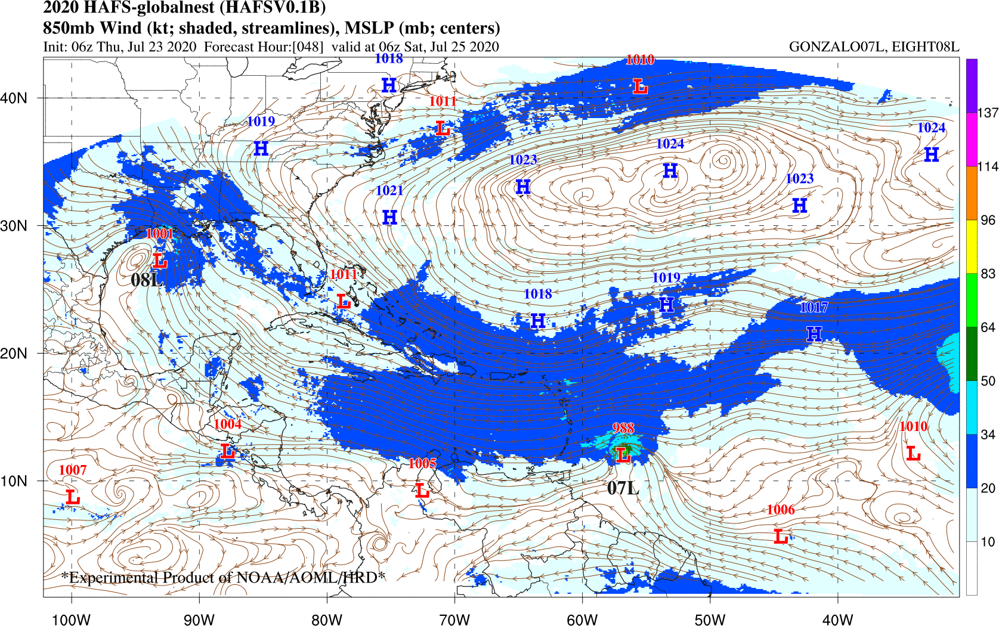 2020 HAFS-globalnest (HAFSV0.1B)
850mb Wind (kt; shaded, streamlines), MSLP (mb; centers)
Init: 06z Thu, Jul 23 2020 Forecast Hour:[048] valid at 06z Sat, Jul 25 2020
GONZALO07L, EIGHT08L
1018
H
1010
L
40N
1011
L
137
1019
H
1024
H
1024
H
1023
H
114
1023
H
1021
H
96
30N
1001
L
08L
83
1011
L
1019
H
1018
H
1017
H
64
20N
50
1004
L
988
L
1010
L
34
1007
L
1005
L
10N
07L
20
1006
L
10
*Experimental Product of NOAA/AOML/HRD*
100W 90W 80W 70W 60W 50W 40W